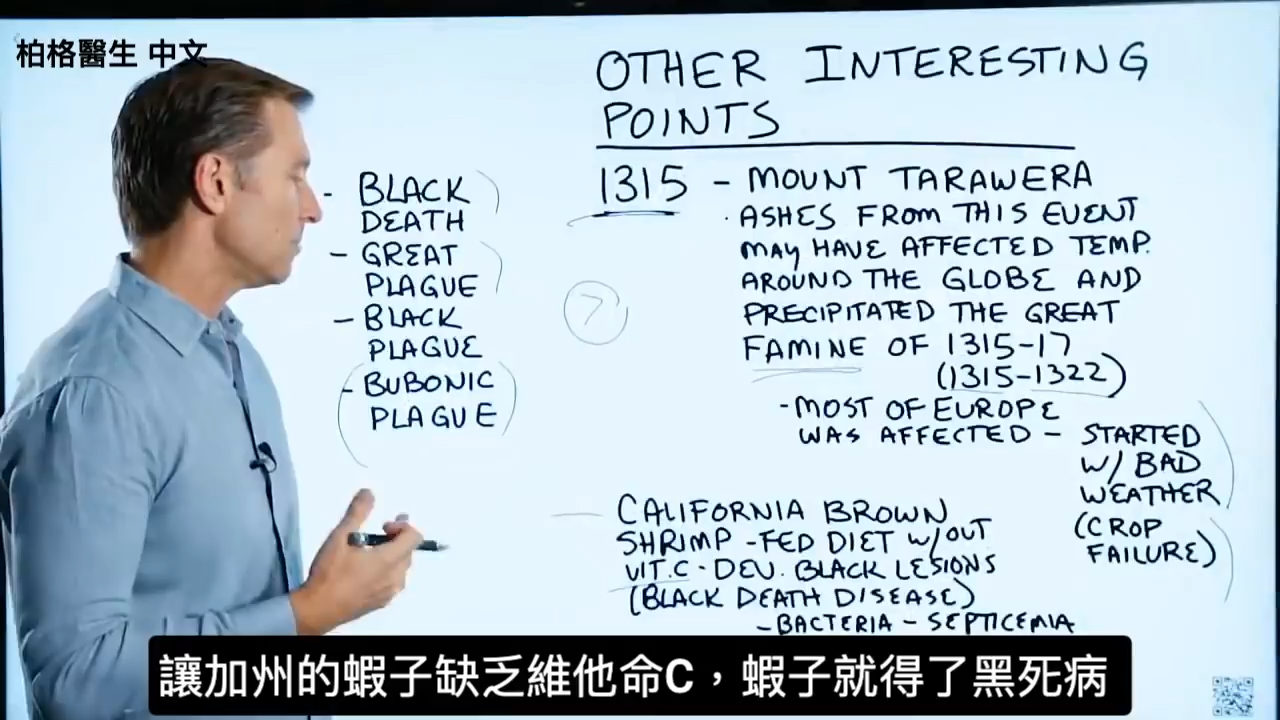 柏格醫生 中文
OTHER INTERESTING
POINTS
- BLACK
DEATH
- GREAT
PLAGUE
- BLACK
PLAGUE
- BUBONIC
PLAGUE
?
1315 - MOUNT TARAWERA
ASHES FROM THIS EVENT
MAY HAVE AFFECTED TEMP.
AROUND THE GLOBE AND
PRECIPITATED THE GREAT
FAMINE OF 1315-17
(1315-1322)
- MOST OF EUROPE
WAS AFFECTED - STARTED
W/ BAD
WEATHER
(CROP
FAILURE)
CALIFORNIA BROWN
SHRIMP - FED DIET W/OUT
VIT.C - DEV. BLACK LESIONS
(BLACK DEATH DISEASE)
- BACTERIA - SEPTICEMIA
讓加州的蝦子缺乏維他命C，蝦子就得了黑死病